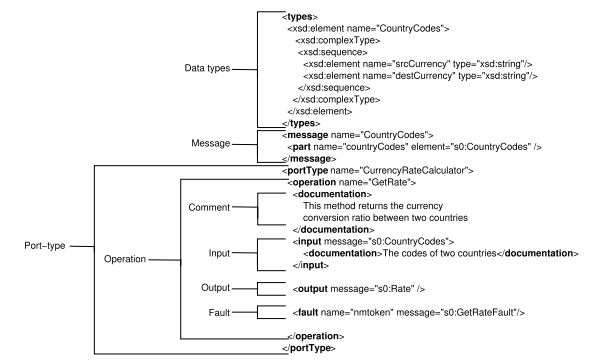 <types>
<xsd:element name="CountryCodes">
<xsd:complexType>
<xsd:sequence>
Data types
<xsd:element name="srcCurrency" type="xsd:string"/>
<xsd:element name="destCurrency" type="xsd:string"/>
</xsd:sequence>
</xsd:complexType>
</xsd:element>
</types>
<message name="CountryCodes">
Message
<part name="countryCodes" element="s0:CountryCodes" />
</message>
<portType name="CurrencyRateCalculator">
<operation name="GetRate">
<documentation>
Comment
This method returns the currency
conversion ratio between two countries
</documentation>
Port-type
Operation
Input
<input message="s0:CountryCodes">
<documentation>The codes of two countries</documentation>
</input>
Output
<output message="s0:Rate" />
Fault
<fault name="nmtoken" message="s0:GetRateFault"/>
</operation>
</portType>